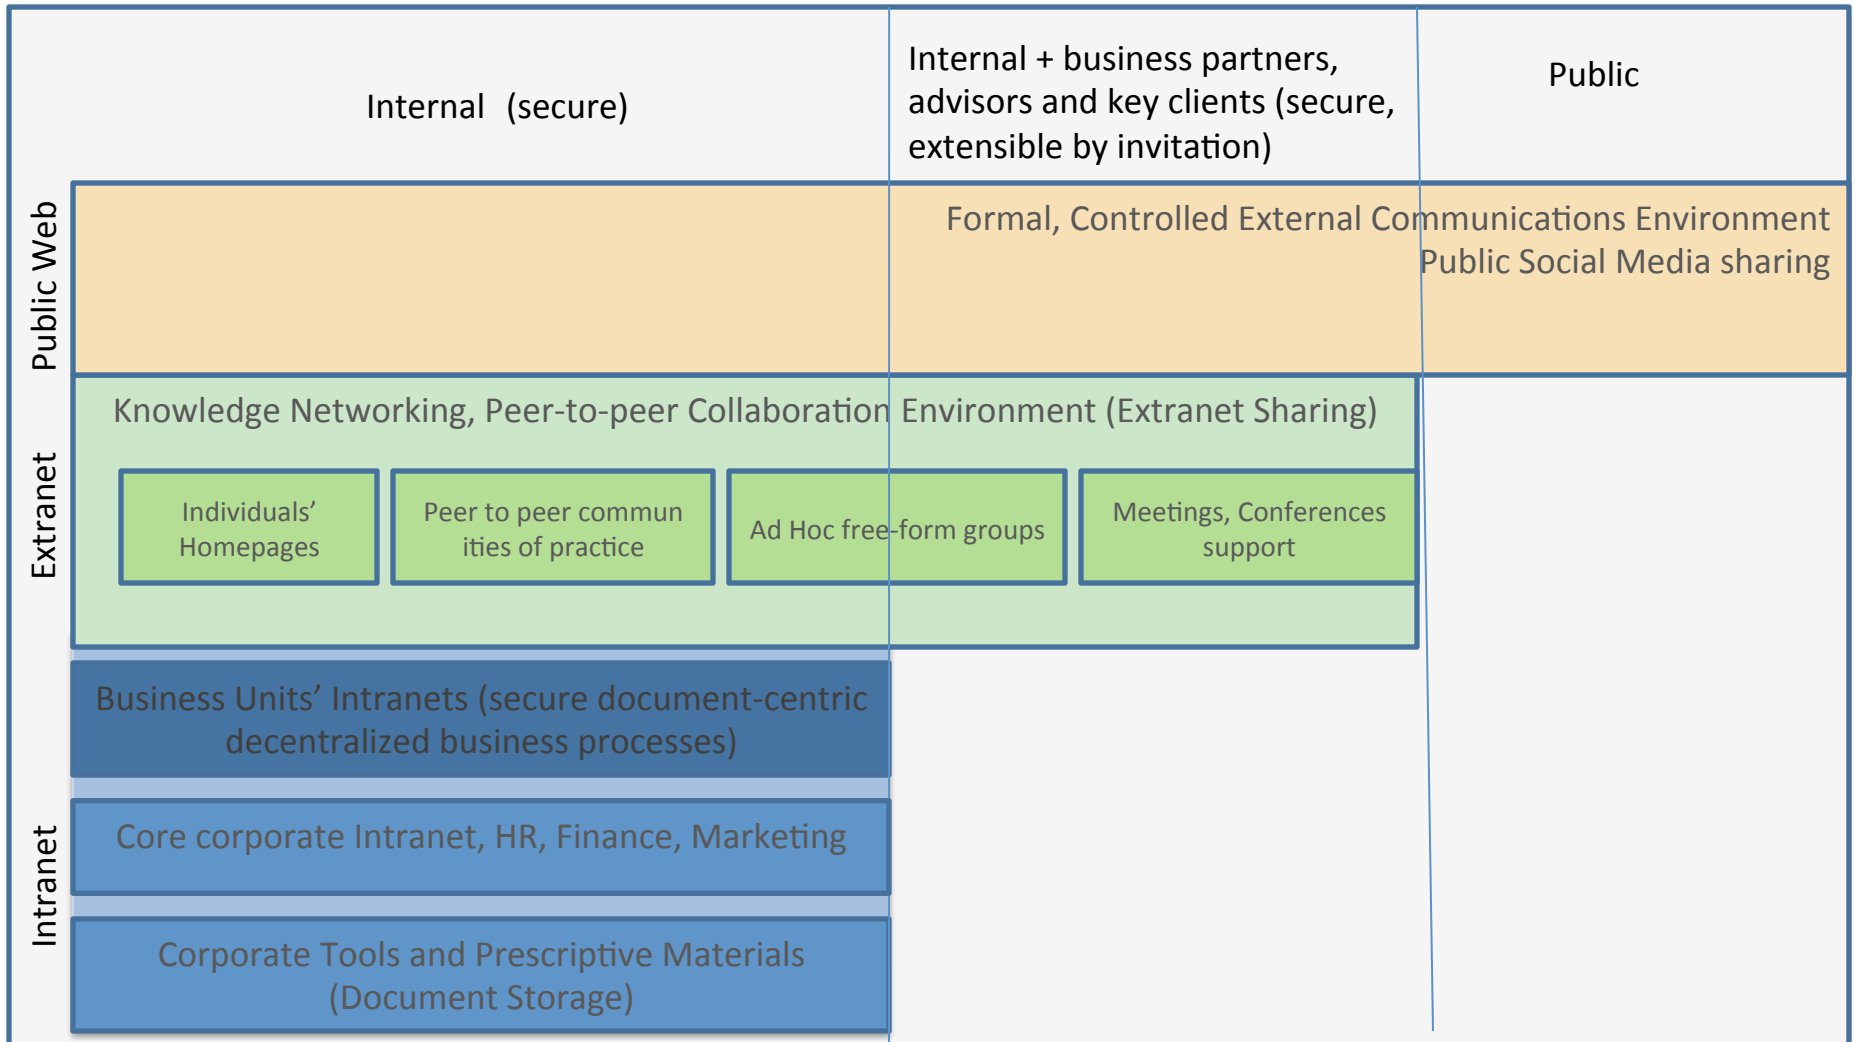 Internal (secure)
Internal + business partners,
advisors and key clients (secure,
extensible by invitation)
Public
Public Web
Formal, Controlled External Communications Environment
Public Social Media sharing
Extranet
Knowledge Networking, Peer-to-peer Collaboration Environment (Extranet Sharing)
Individuals’
Homepages
Peer to peer commun
ities of practice
Ad Hoc free-form groups
Meetings, Conferences
support
Intranet
Business Units’ Intranets (secure document-centric
decentralized business processes)
Core corporate Intranet, HR, Finance, Marketing
Corporate Tools and Prescriptive Materials
(Document Storage)